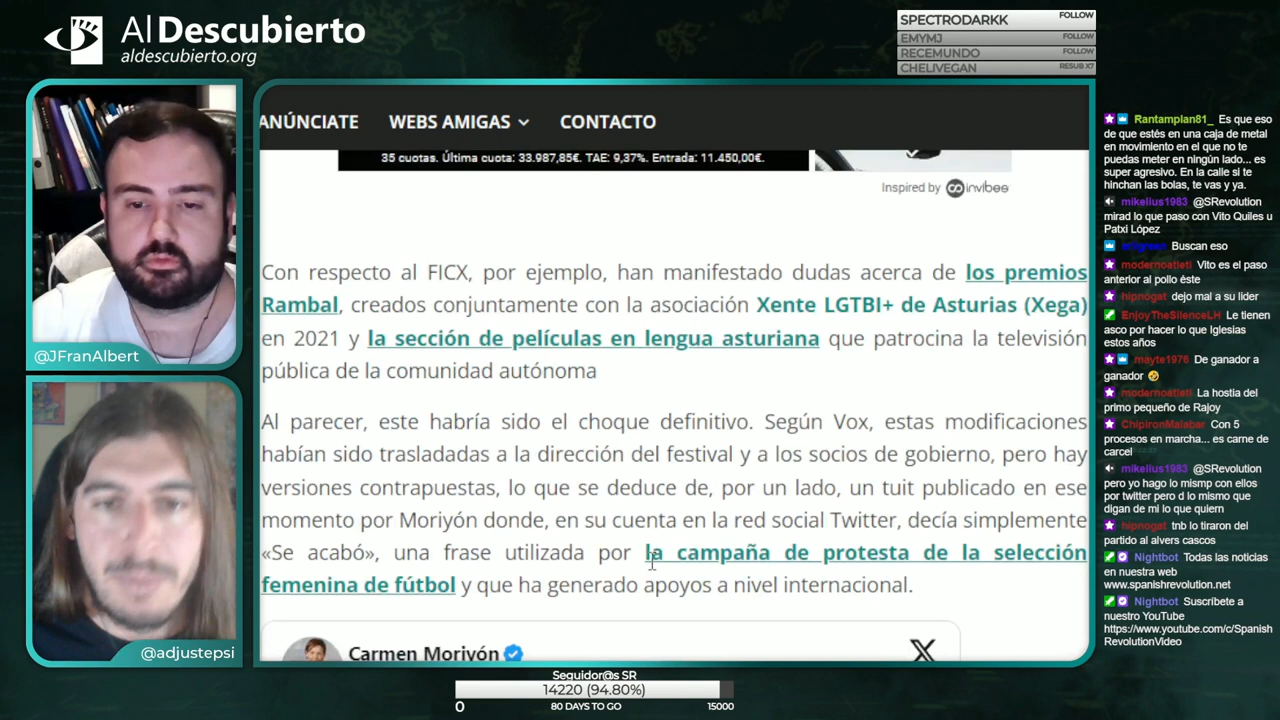 Al Descubierto
aldescubierto.org
SPECTRODARKK FOLLOW
EMYMJ FOLLOW
RECEMUNDO FOLLOW
CHELIVEGAN RESUB X7
@JFranAlbert
@adjustepsi
ANÚNCIATE WEBS AMIGAS CONTACTO
35 cuotas. Última cuota: 33.987,85€. TAE: 9,37%. Entrada: 11.450,00€.
Inspired by invibes
Con respecto al FICX, por ejemplo, han manifestado dudas acerca de los premios
Rambal, creados conjuntamente con la asociación Xente LGTBI+ de Asturias (Xega)
en 2021 y la sección de películas en lengua asturiana que patrocina la televisión
pública de la comunidad autónoma
Al parecer, este habría sido el choque definitivo. Según Vox, estas modificaciones
habían sido trasladadas a la dirección del festival y a los socios de gobierno, pero hay
versiones contrapuestas, lo que se deduce de, por un lado, un tuit publicado en ese
momento por Moriyón donde, en su cuenta en la red social Twitter, decía simplemente
«Se acabó», una frase utilizada por la campaña de protesta de la selección
femenina de fútbol y que ha generado apoyos a nivel internacional.
Carmen Moriyón
Rantamplan81_ Es que eso
de que estés en una caja de metal
en movimiento en el que no te
puedas meter en ningún lado... es
super agresivo. En la calle si te
hinchan las bolas, te vas y ya.
mikelius1983 @SRevolution
mirad lo que paso con Vito Quiles u
Patxi López
Buscan eso
modernoatleti Vito es el paso
anterior al pollo éste
hipnogat dejo mal a su lider
EnjoyTheSilenceLH Le tienen
asco por hacer lo que Iglesias
estos años
mayte1976 De ganador a
ganador 🤣
modernoatleti La hostia del
primo pequeño de Rajoy
ChipironMalabar Con 5
procesos en marcha... es carne de
carcel
mikelius1983 @SRevolution
pero yo hago lo mismp con ellos
por twitter pero d lo mismo que
digan de mi lo que quiern
hipnogat tnb lo tiraron del
partido al alvers cascos
Nightbot Todas las noticias
en nuestra web
www.spanishrevolution.net
Nightbot Suscríbete a
nuestro YouTube
https://www.youtube.com/c/Spanish
RevolutionVideo
Seguidor@s SR
14220 (94.80%)
0 80 DAYS TO GO 15000